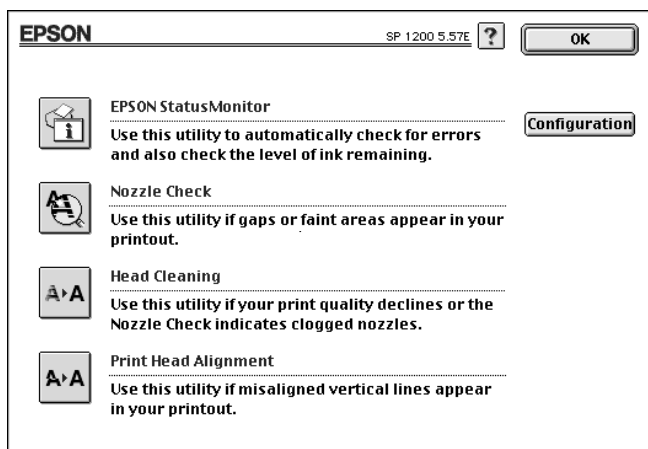 EPSON
SP 1200 5.57E
?
OK
EPSON StatusMonitor
Use this utility to automatically check for errors
and also check the level of ink remaining.
Configuration
Nozzle Check
Use this utility if gaps or faint areas appear in your
printout.
Head Cleaning
Use this utility if your print quality declines or the
Nozzle Check indicates clogged nozzles.
Print Head Alignment
Use this utility if misaligned vertical lines appear
in your printout.